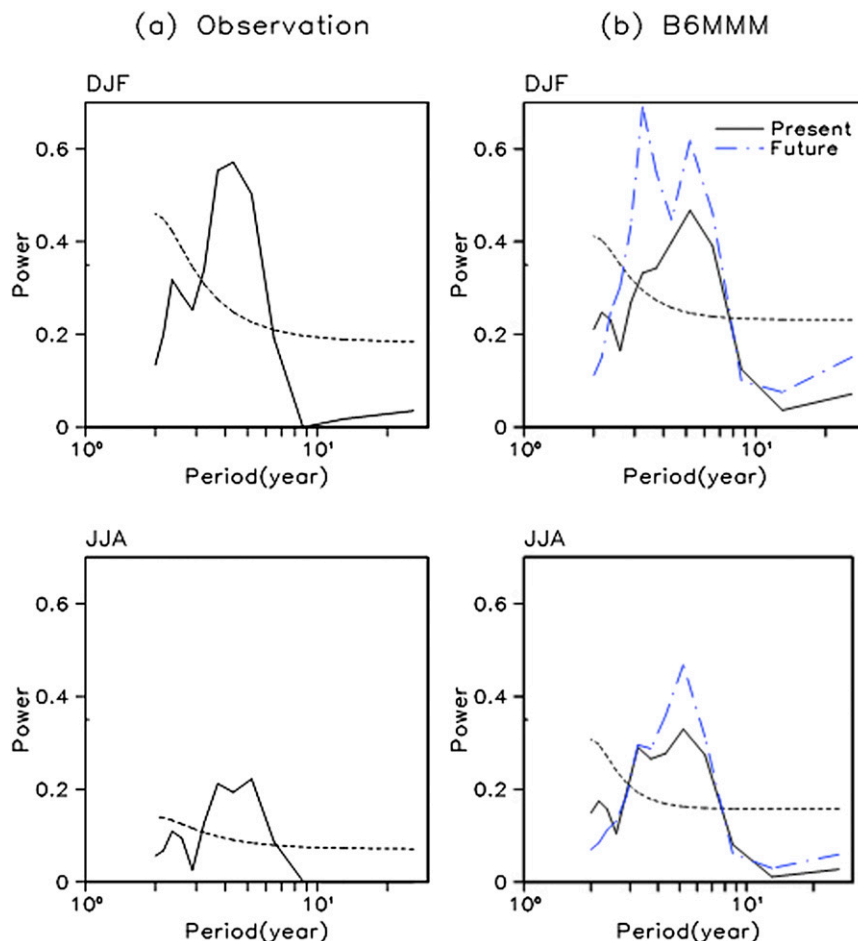 (a) Observation
(b) B6MMM
DJF
0.6
0.4
0.2
0
Power
10⁰
10¹
Period(year)
DJF
Present
Future
0.6
0.4
0.2
0
Power
10⁰
10¹
Period(year)
JJA
0.6
0.4
0.2
0
Power
10⁰
10¹
Period(year)
JJA
0.6
0.4
0.2
0
Power
10⁰
10¹
Period(year)